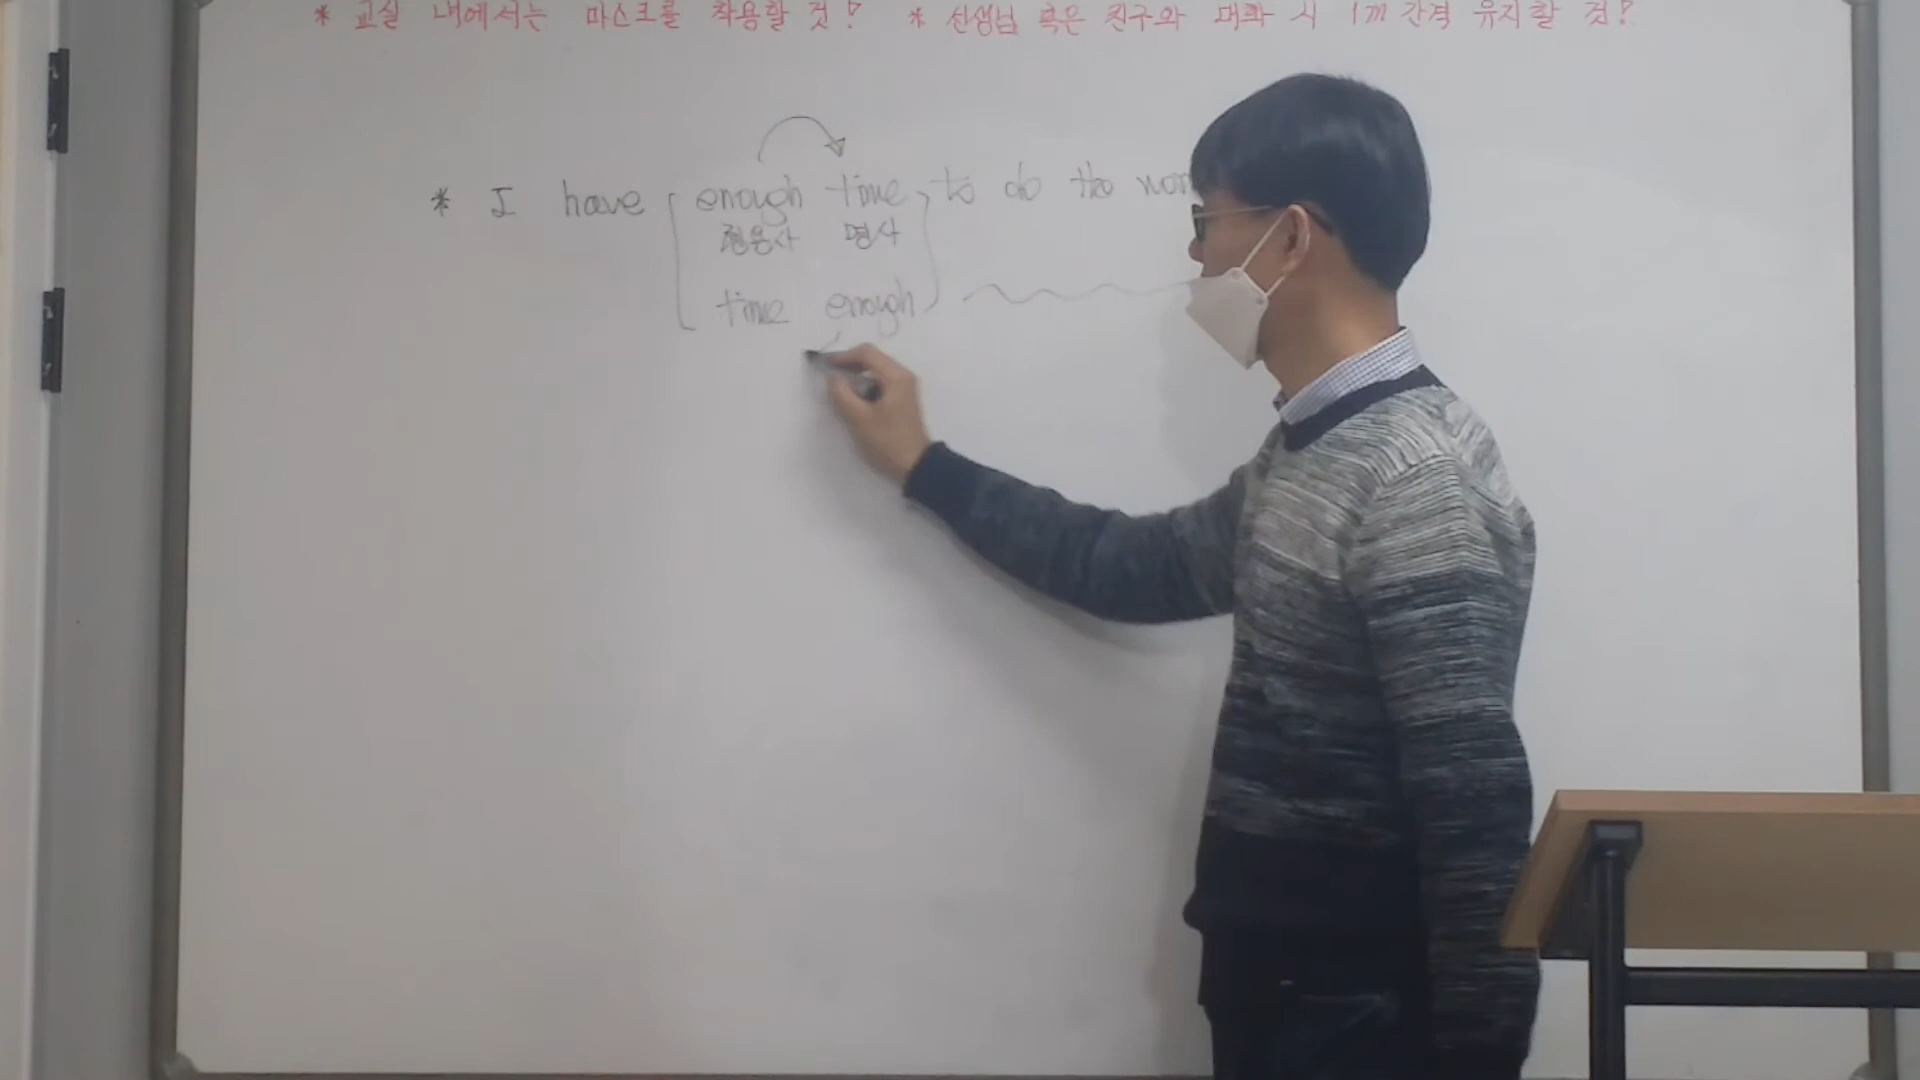 * 교실 내에서는 마스크를 착용할 것! * 선생님 혹은 친구와 대화 시 1m 간격 유지할 것!
* I have enough time to do the
형용사 명사
time enough